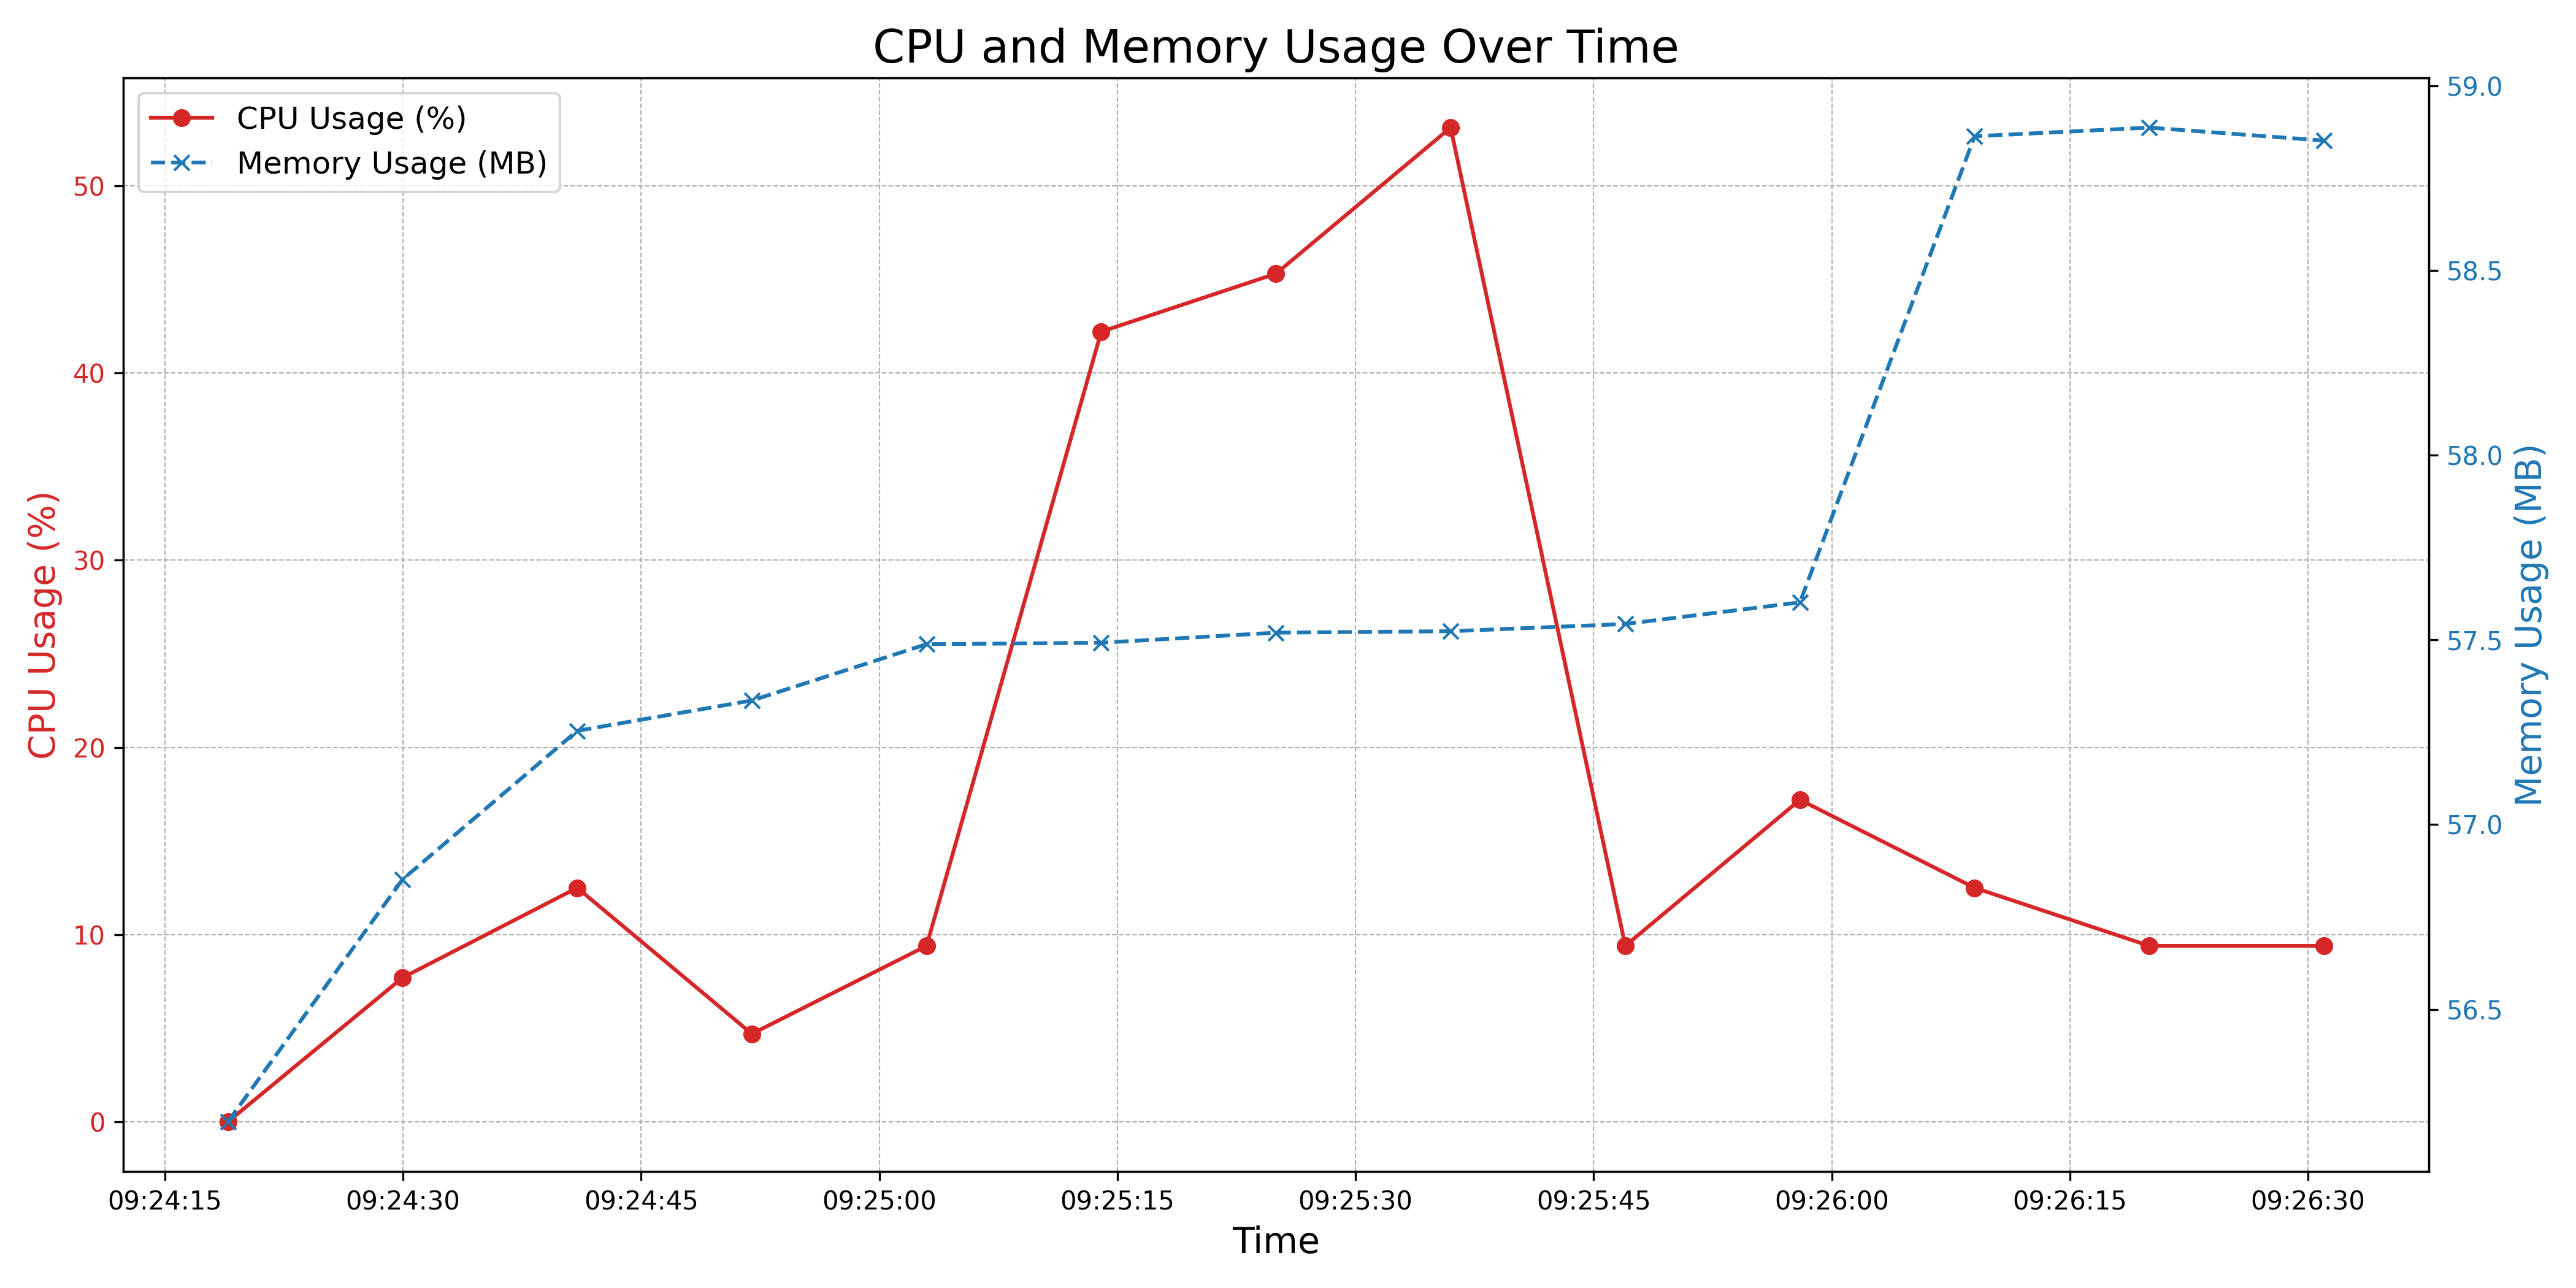 CPU and Memory Usage Over Time
CPU Usage (%)
Memory Usage (MB)
50
40
30
20
10
0
CPU Usage (%)
59.0
58.5
58.0
57.5
57.0
56.5
Memory Usage (MB)
09:24:15 09:24:30 09:24:45 09:25:00 09:25:15 09:25:30 09:25:45 09:26:00 09:26:15 09:26:30
Time